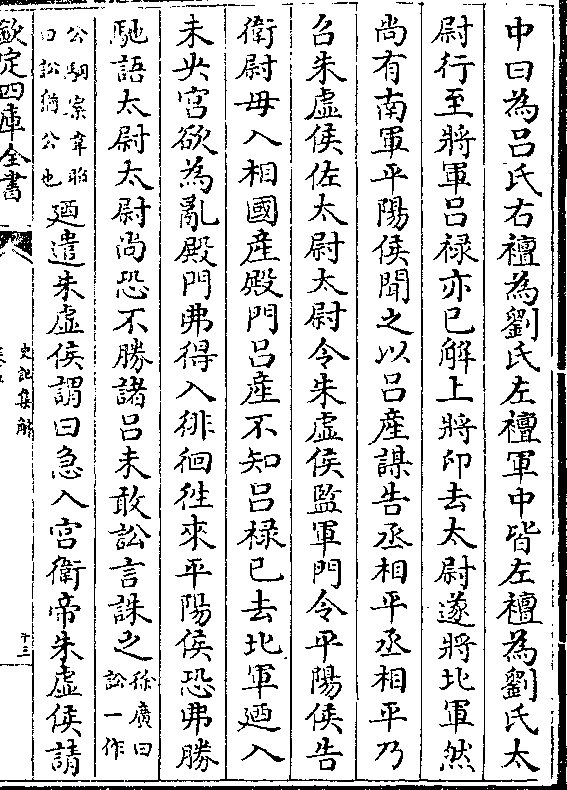 中曰為吕氏右襢為劉氏左襢軍中皆左襢為劉氏太
尉行至將軍吕禄亦已解上將印去太尉遂將北軍然
尚有南軍平陽侯聞之以吕産謀告丞相平丞相平乃
召朱虚侯佐太尉太尉令朱虚侯監軍門令平陽侯告
衛尉毋入相國産殿門吕産不知吕禄已去北軍廼入
未央宫欲為亂殿門弗得入徘徊往來平陽侯恐弗勝
馳語太尉太尉尚恐不勝諸吕未敢訟言誅之
徐廣曰
訟一作
公駰案韋昭
曰訟猶公也
廼遣朱虚侯謂曰急入宫衛帝朱虚侯請
欽定四庫全書
史記集解
十三